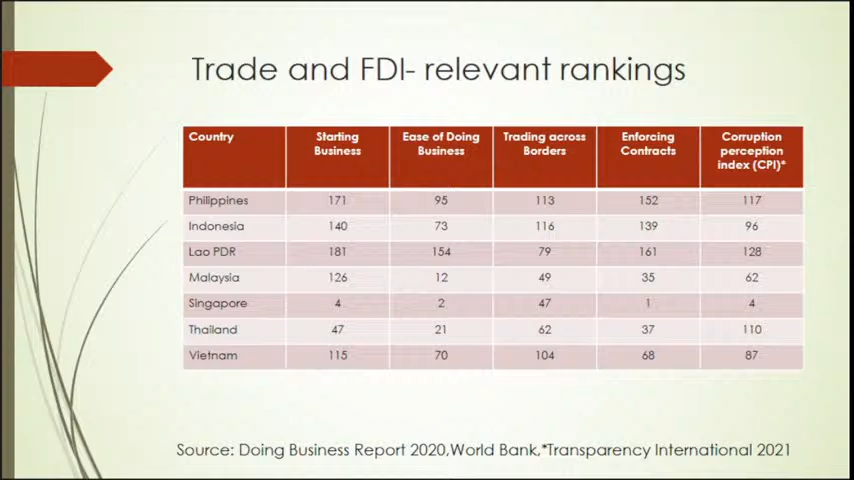 Trade and FDI- relevant rankings
Country Starting Business Ease of Doing Business Trading across Borders Enforcing Contracts Corruption perception index (CPI)*
Philippines 171 95 113 152 117
Indonesia 140 73 116 139 96
Lao PDR 181 154 79 161 128
Malaysia 126 12 49 35 62
Singapore 4 2 47 1 4
Thailand 47 21 62 37 110
Vietnam 115 70 104 68 87
Source: Doing Business Report 2020,World Bank,*Transparency International 2021